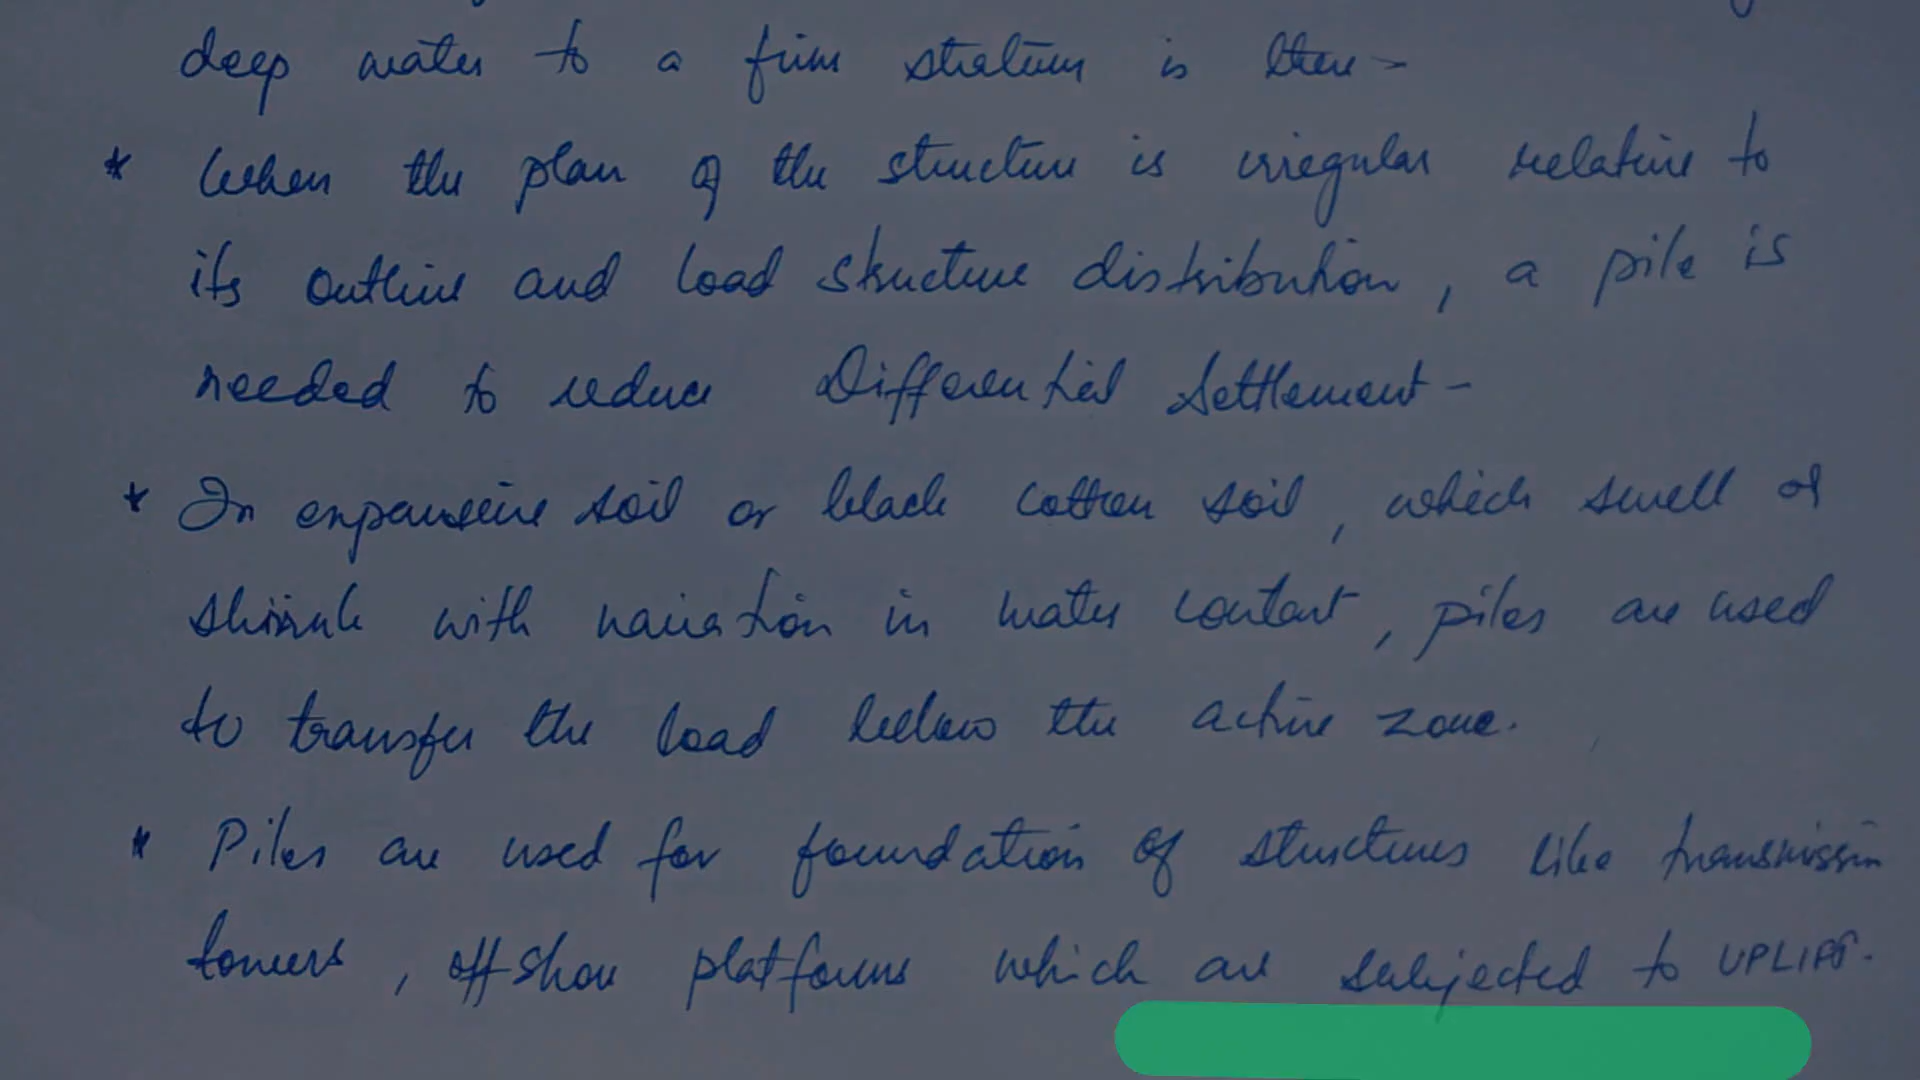 deep water to a firm stratum is there-
* When the plan of the structure is irregular relative to
its outline and load structure distribution, a pile is
needed to reduce Differential Settlement-
* In expansive soil or black cotton soil, which swell or
shrink with variation in water content, piles are used
to transfer the load below the active zone.
* Piles are used for foundation of structures like transmission
towers, off shore platforms which are subjected to UPLIFT.